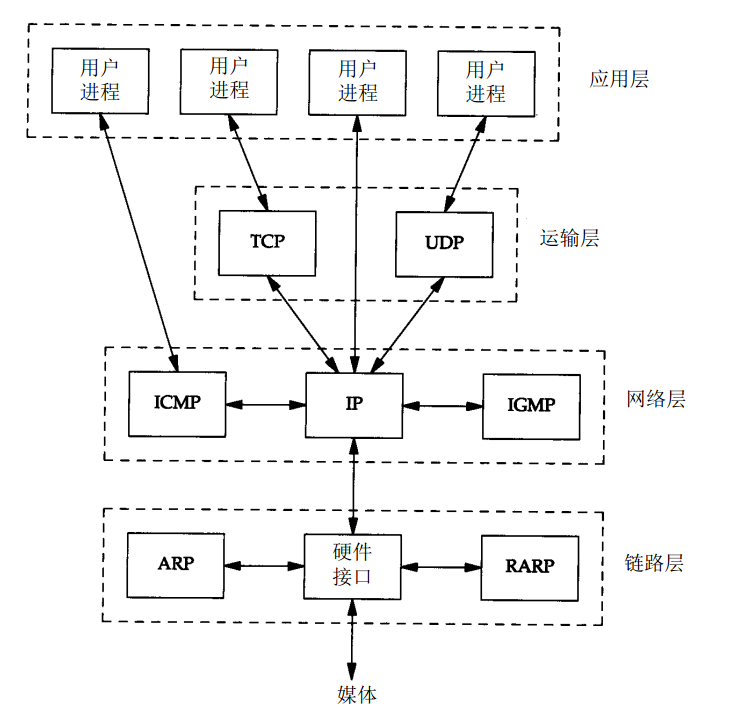 用户 用户 用户 用户
进程 进程 进程 进程
应用层
TCP UDP 运输层
ICMP IP IGMP 网络层
ARP 硬件 RARP 链路层
接口
媒体